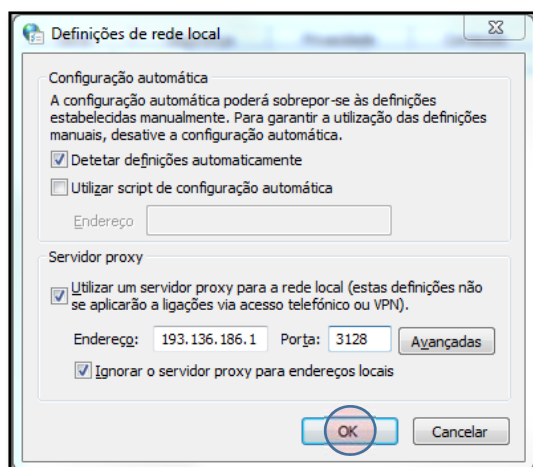 Definições de rede local
Configuração automática
A configuração automática poderá sobrepor-se às definições
estabelecidas manualmente. Para garantir a utilização das definições
manuais, desative a configuração automática.
Detetar definições automaticamente
Utilizar script de configuração automática
Endereço
Servidor proxy
Utilizar um servidor proxy para a rede local (estas definições não
se aplicarão a ligações via acesso telefónico ou VPN).
Endereço: 193.136.186.1 Porta: 3128 Avançadas
Ignorar o servidor proxy para endereços locais
OK Cancelar